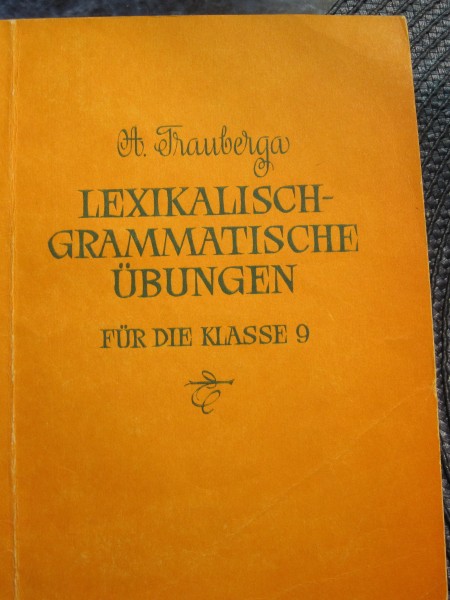 A. Trauberga
LEXIKALISCH-
GRAMMATISCHE
ÜBUNGEN
FÜR DIE KLASSE 9